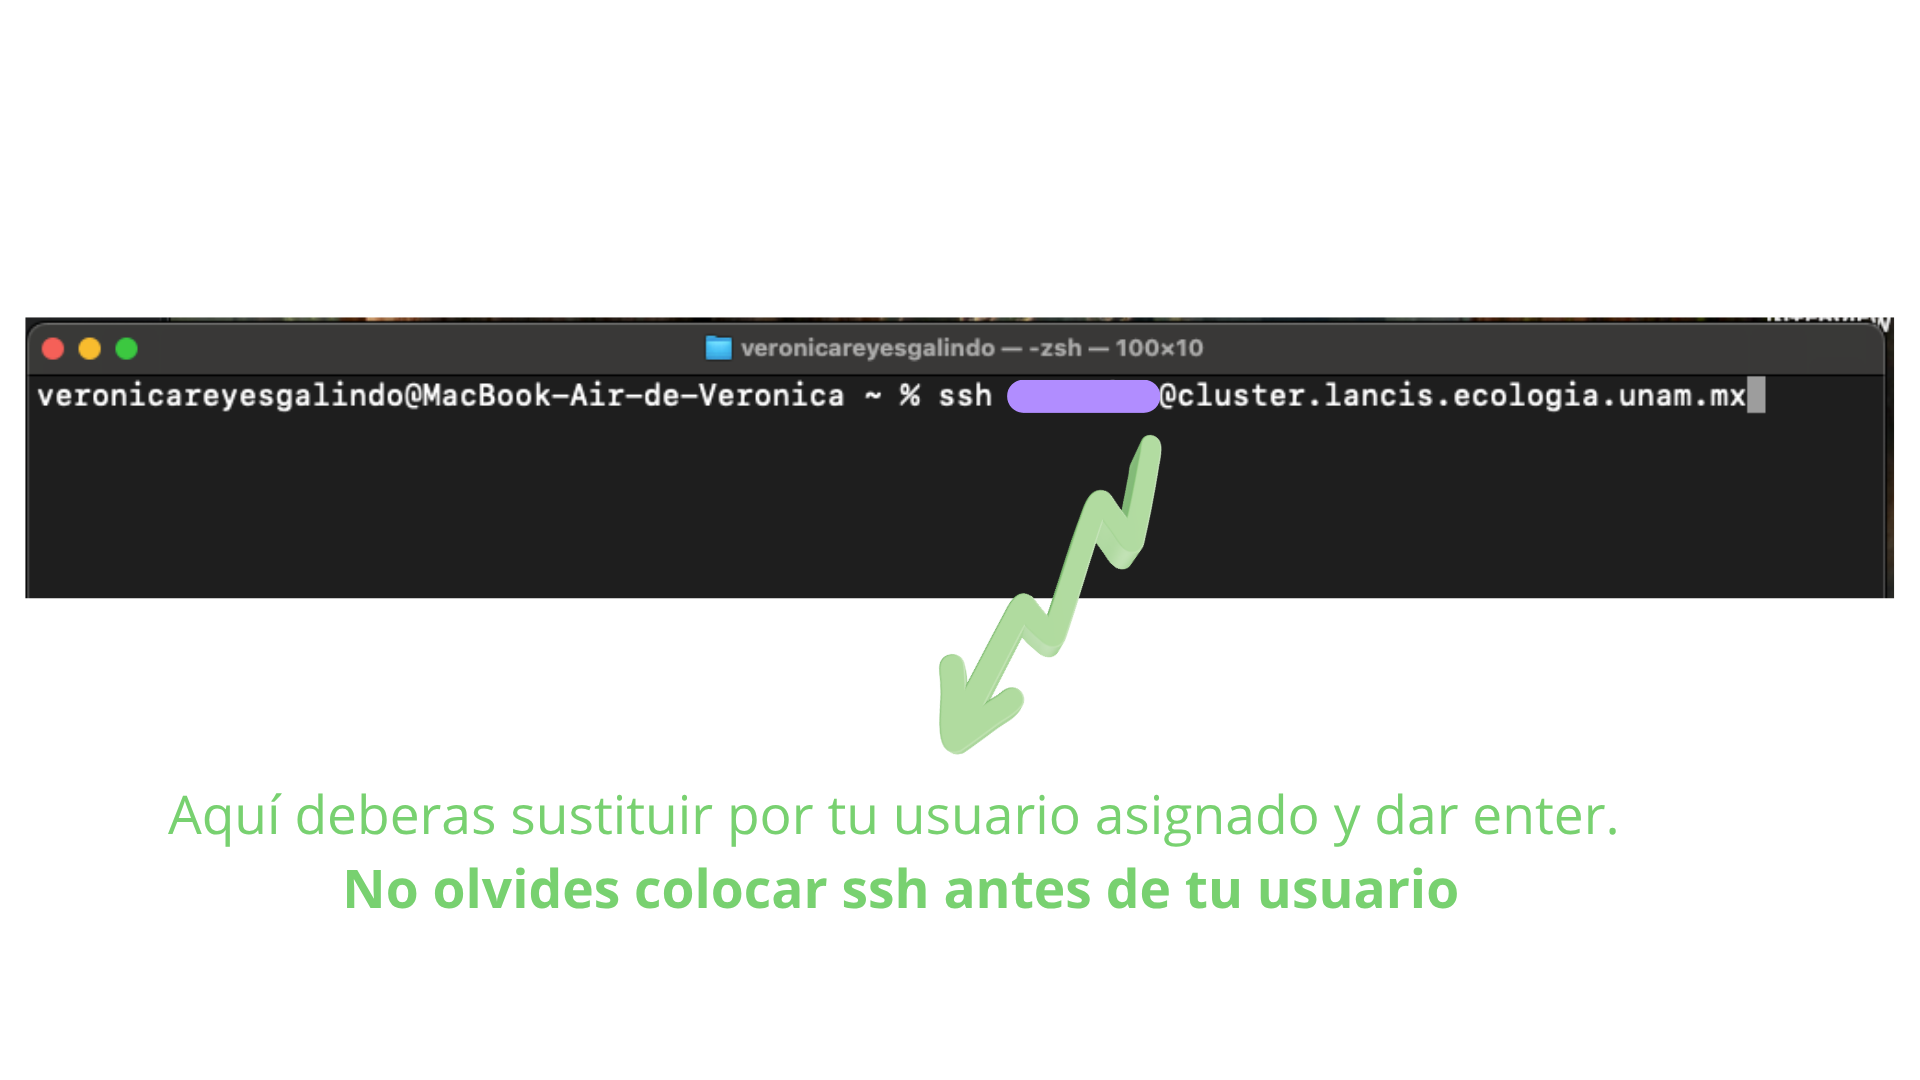 veronicareyesgalindo — -zsh — 100×10
veronicareyesgalindo@MacBook-Air-de-Veronica ~ % ssh @cluster.lancis.ecologia.unam.mx
Aquí deberas sustituir por tu usuario asignado y dar enter.
No olvides colocar ssh antes de tu usuario